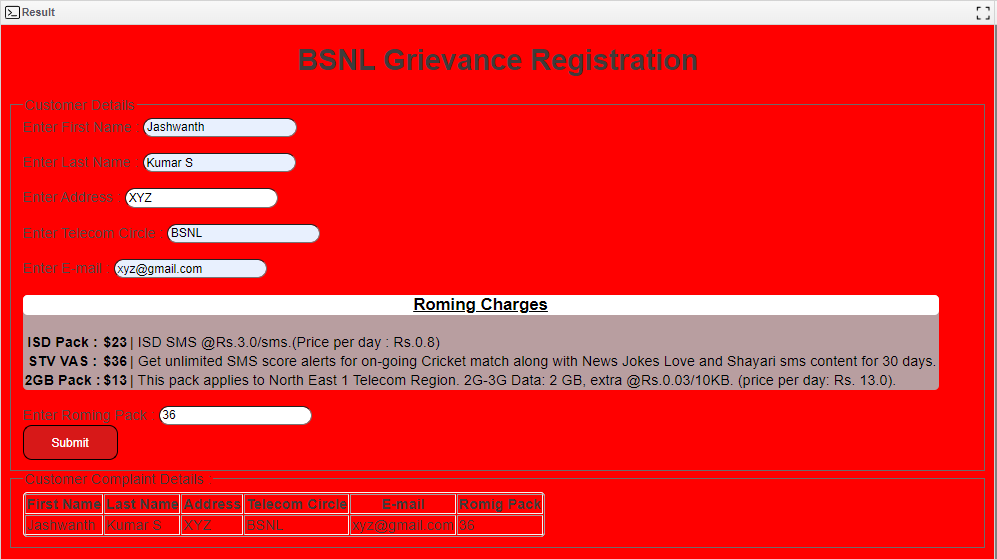 Result
BSNL Grievance Registration
Customer Details
Enter First Name : Jashwanth
Enter Last Name : Kumar S
Enter Address : XYZ
Enter Telecom Circle : BSNL
Enter E-mail : xyz@gmail.com
Roming Charges
ISD Pack : $23 | ISD SMS @Rs.3.0/sms.(Price per day : Rs.0.8)
STV VAS : $36 | Get unlimited SMS score alerts for on-going Cricket match along with News Jokes Love and Shayari sms content for 30 days.
2GB Pack : $13 | This pack applies to North East 1 Telecom Region. 2G-3G Data: 2 GB, extra @Rs.0.03/10KB. (price per day: Rs. 13.0).
Enter Roming Pack : 36
Submit
Customer Complaint Details
First Name Last Name Address Telecom Circle E-mail Romig Pack
Jashwanth Kumar S XYZ BSNL xyz@gmail.com 36